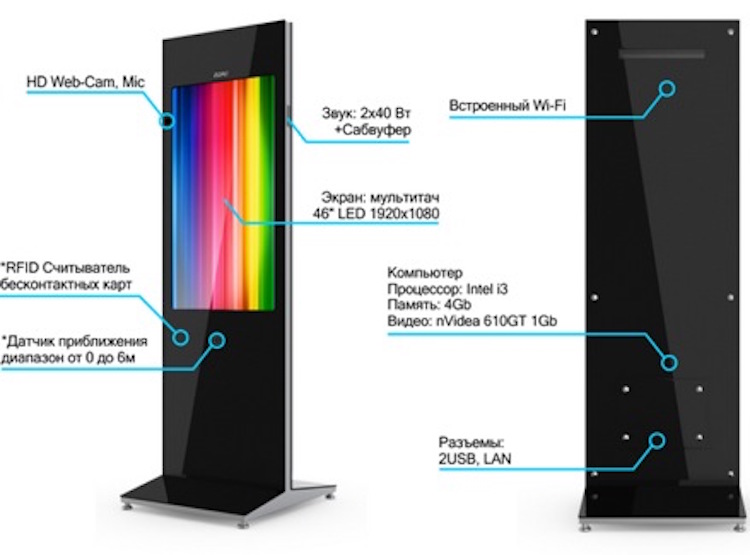 HD Web-Cam, Mic
Звук: 2x40 Вт
+Сабвуфер
Экран: мультитач
46" LED 1920x1080
*RFID Считыватель
бесконтактных карт
*Датчик приближения
диапазон от 0 до 6м
Встроенный Wi-Fi
Компьютер
Процессор: Intel i3
Память: 4Gb
Видео: nVidea 610GT 1Gb
Разъемы:
2USB, LAN